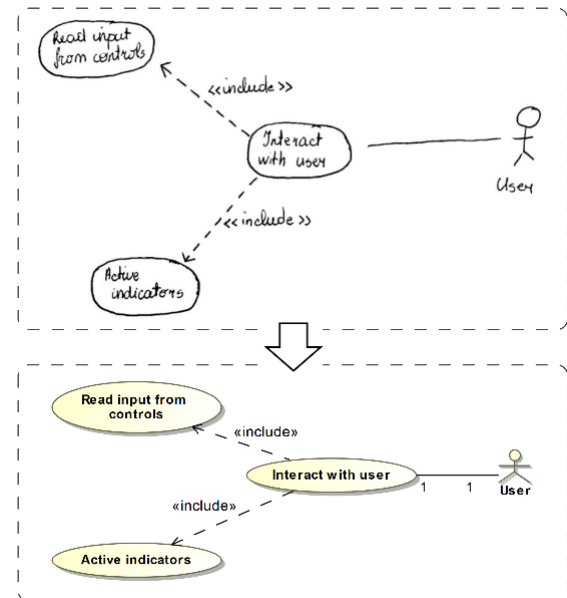 Read input
from controls
<<include>>
Interact
with user
User
<<include>>
Active
indicators
Read input from
controls
«include»
Interact with user
1 1
User
«include»
Active indicators